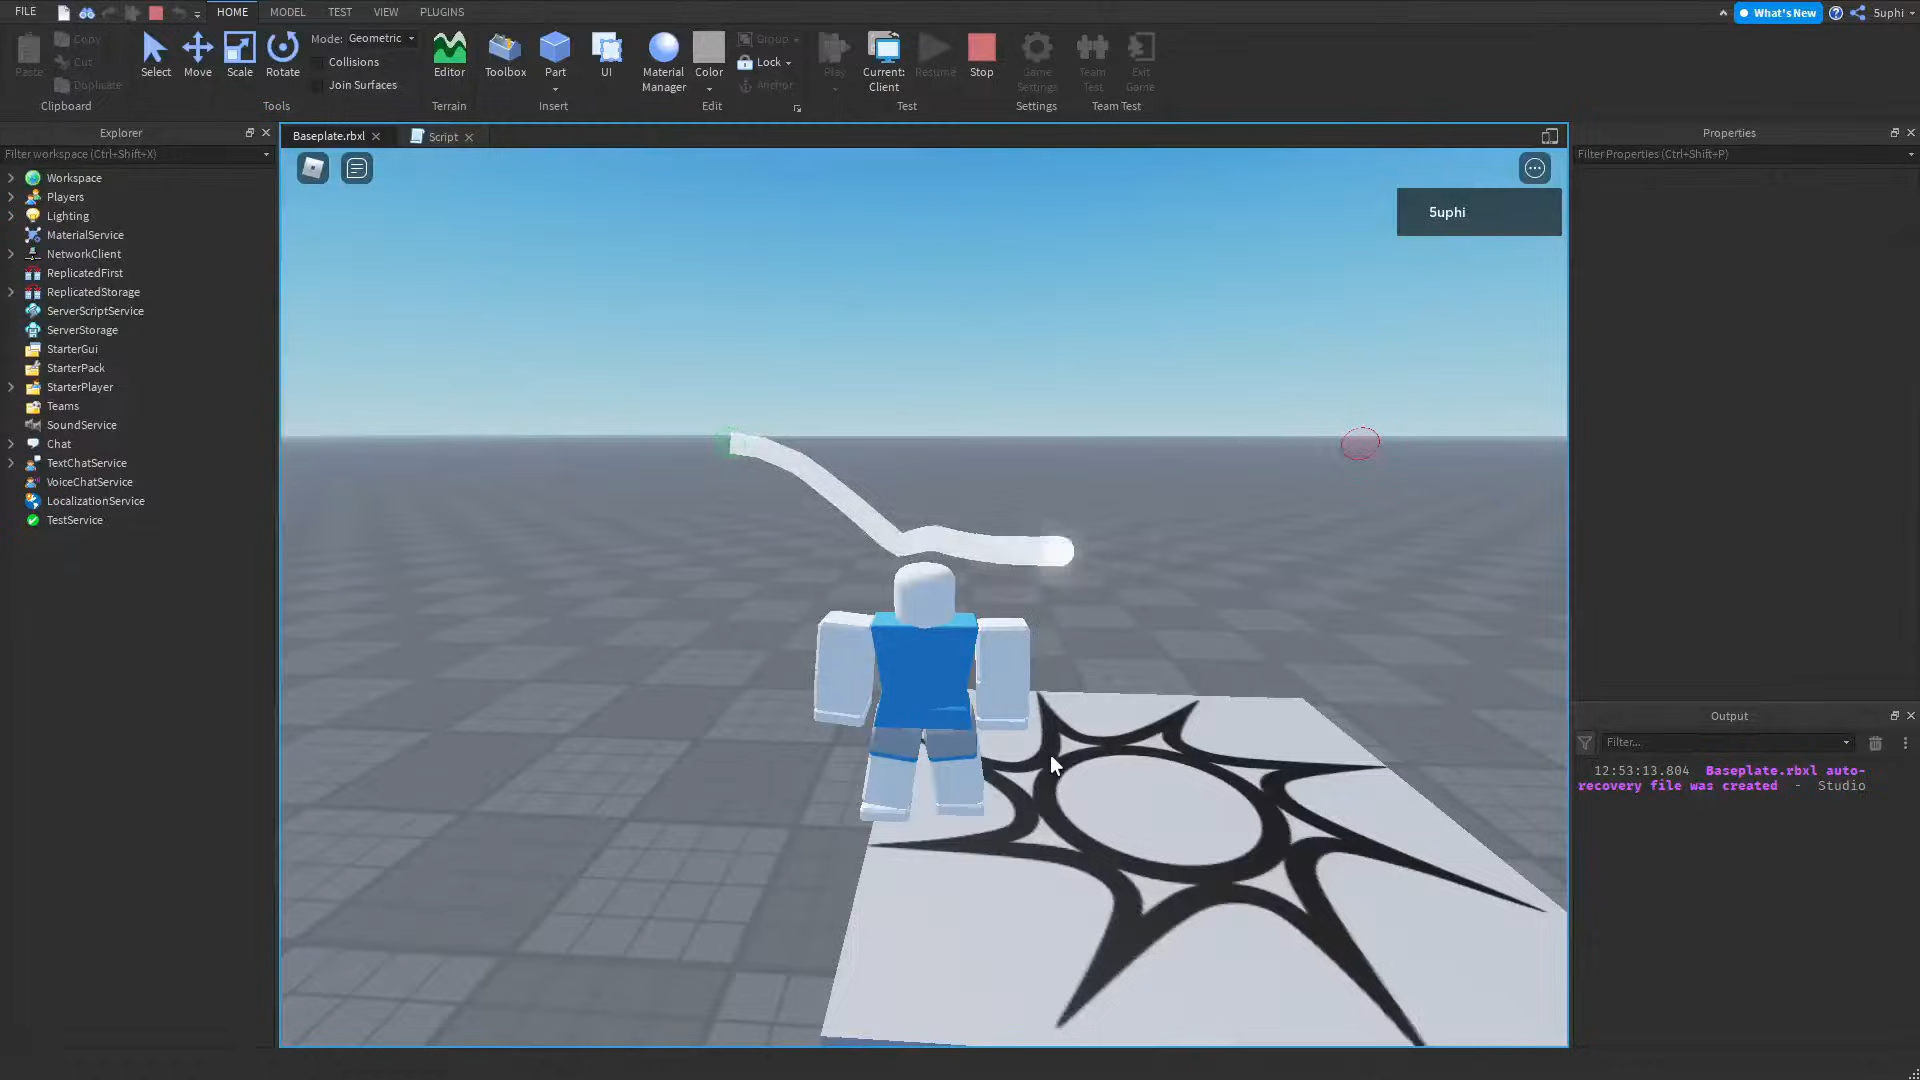 FILE
HOME
MODEL
TEST
VIEW
PLUGINS
What's New
5uphi
Paste
Copy
Cut
Duplicate
Clipboard
Select
Move
Scale
Rotate
Mode: Geometric
Collisions
Join Surfaces
Tools
Editor
Terrain
Toolbox
Part
UI
Insert
Material
Manager
Color
Group
Lock
Anchor
Edit
Play
Current:
Client
Resume
Stop
Test
Game
Settings
Settings
Team
Test
Exit
Game
Team Test
Explorer
Filter workspace (Ctrl+Shift+X)
Workspace
Players
Lighting
MaterialService
NetworkClient
ReplicatedFirst
ReplicatedStorage
ServerScriptService
ServerStorage
StarterGui
StarterPack
StarterPlayer
Teams
SoundService
Chat
TextChatService
VoiceChatService
LocalizationService
TestService
Baseplate.rbxl
Script
5uphi
Properties
Filter Properties (Ctrl+Shift+P)
Output
Filter...
12:53:13.804 Baseplate.rbxl auto-
recovery file was created - Studio